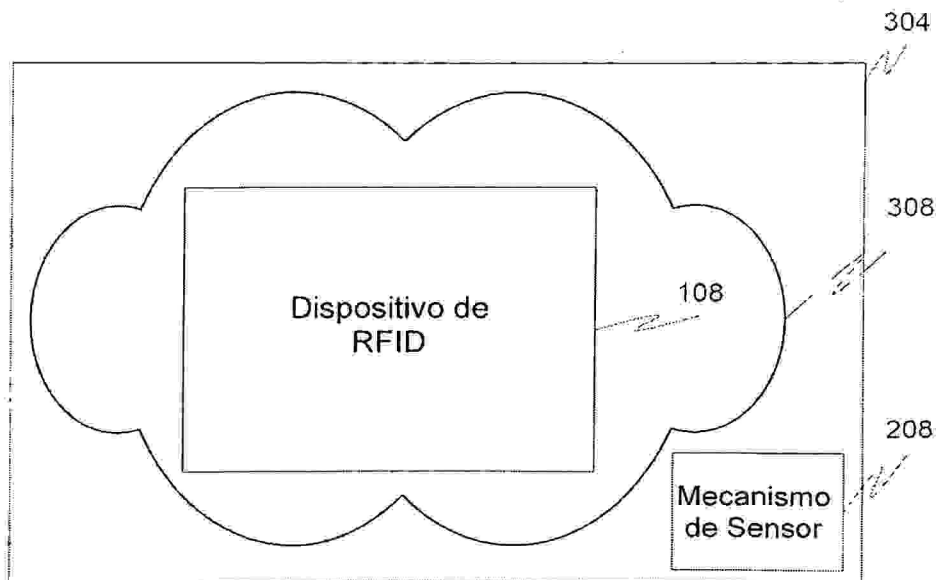 304
308
108
Dispositivo de
RFID
208
Mecanismo
de Sensor